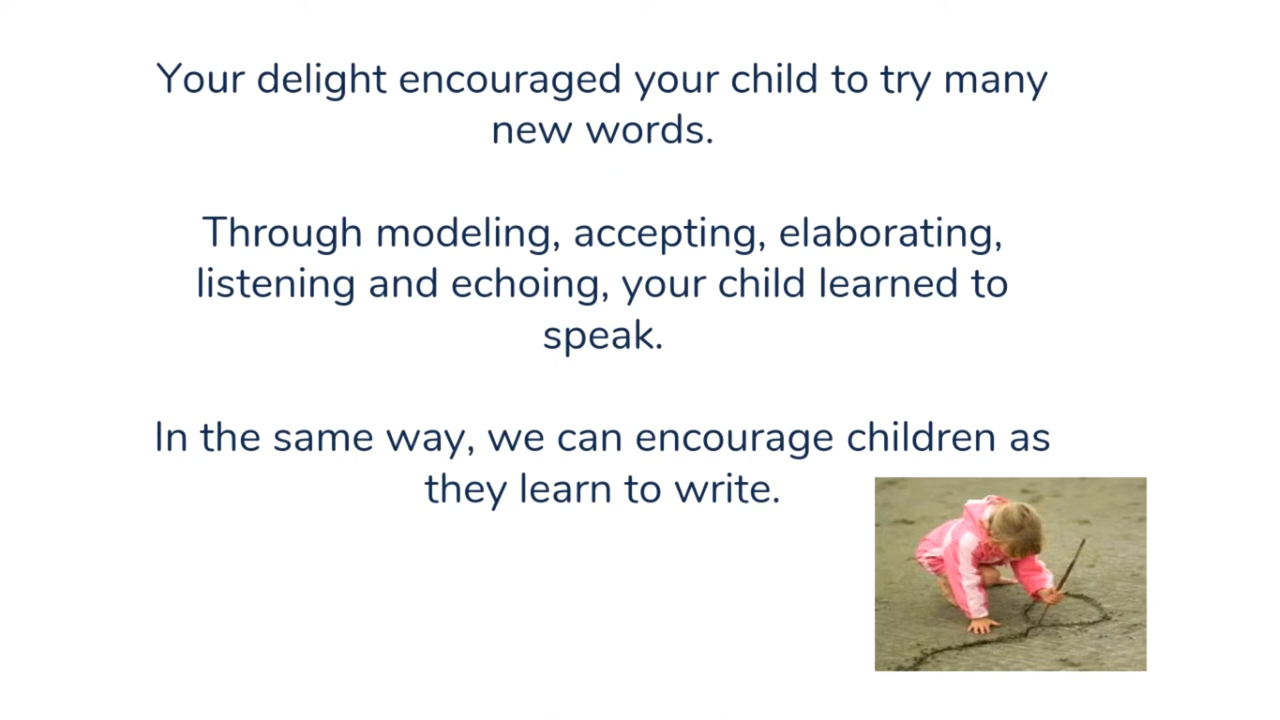 Your delight encouraged your child to try many
new words.
Through modeling, accepting, elaborating,
listening and echoing, your child learned to
speak.
In the same way, we can encourage children as
they learn to write.